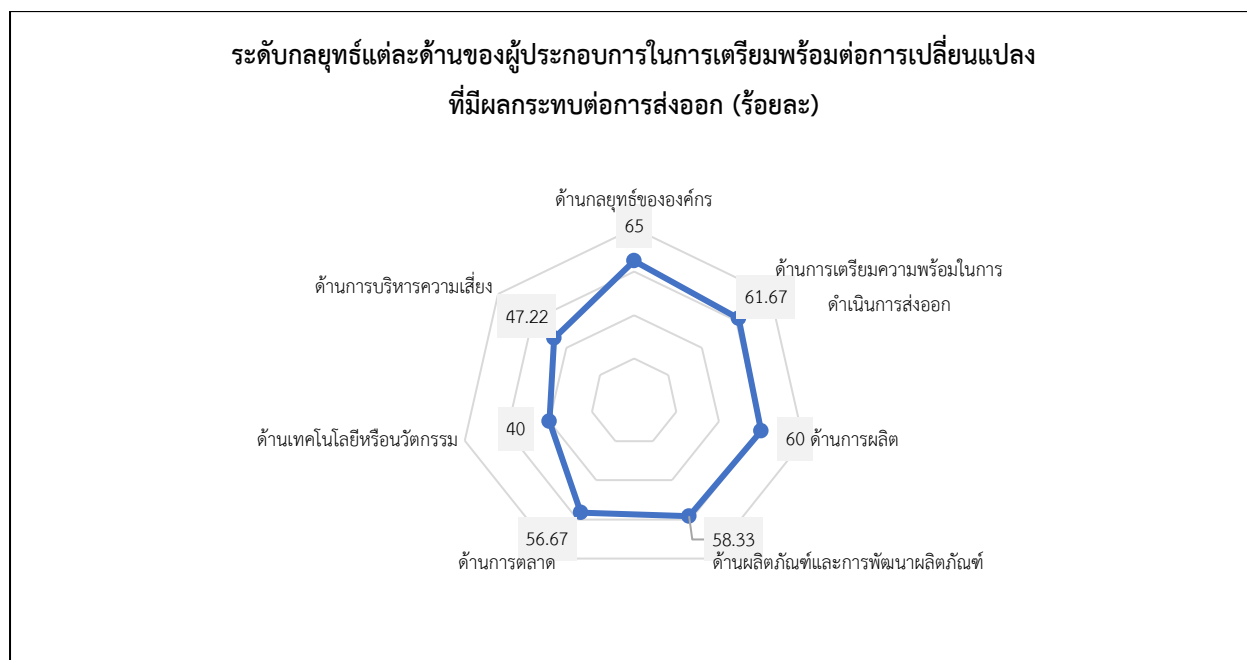 ระดับกลยุทธ์แต่ละด้านของผู้ประกอบการในการเตรียมพร้อมต่อการเปลี่ยนแปลง
ที่มีผลกระทบต่อการส่งออก (ร้อยละ)
ด้านกลยุทธ์ขององค์กร
65
ด้านการเตรียมความพร้อมในการ
ดำเนินการส่งออก
61.67
60
ด้านการผลิต
58.33
ด้านผลิตภัณฑ์และการพัฒนาผลิตภัณฑ์
56.67
ด้านการตลาด
40
ด้านเทคโนโลยีหรือนวัตกรรม
47.22
ด้านการบริหารความเสี่ยง